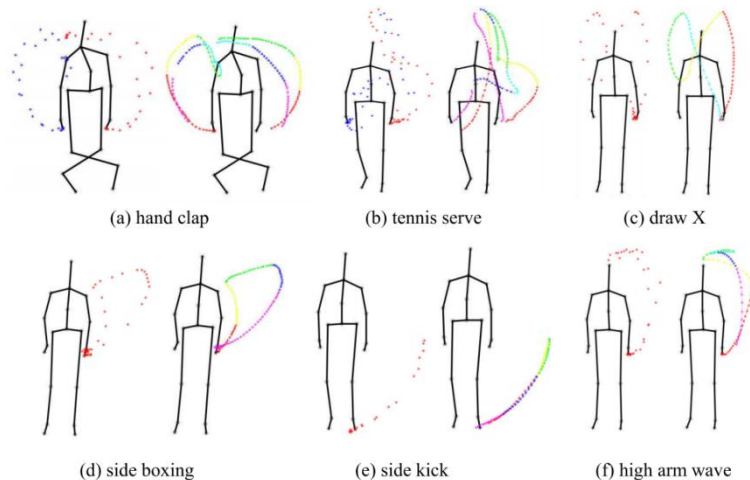 (a) hand clap
(b) tennis serve
(c) draw X
(d) side boxing
(e) side kick
(f) high arm wave